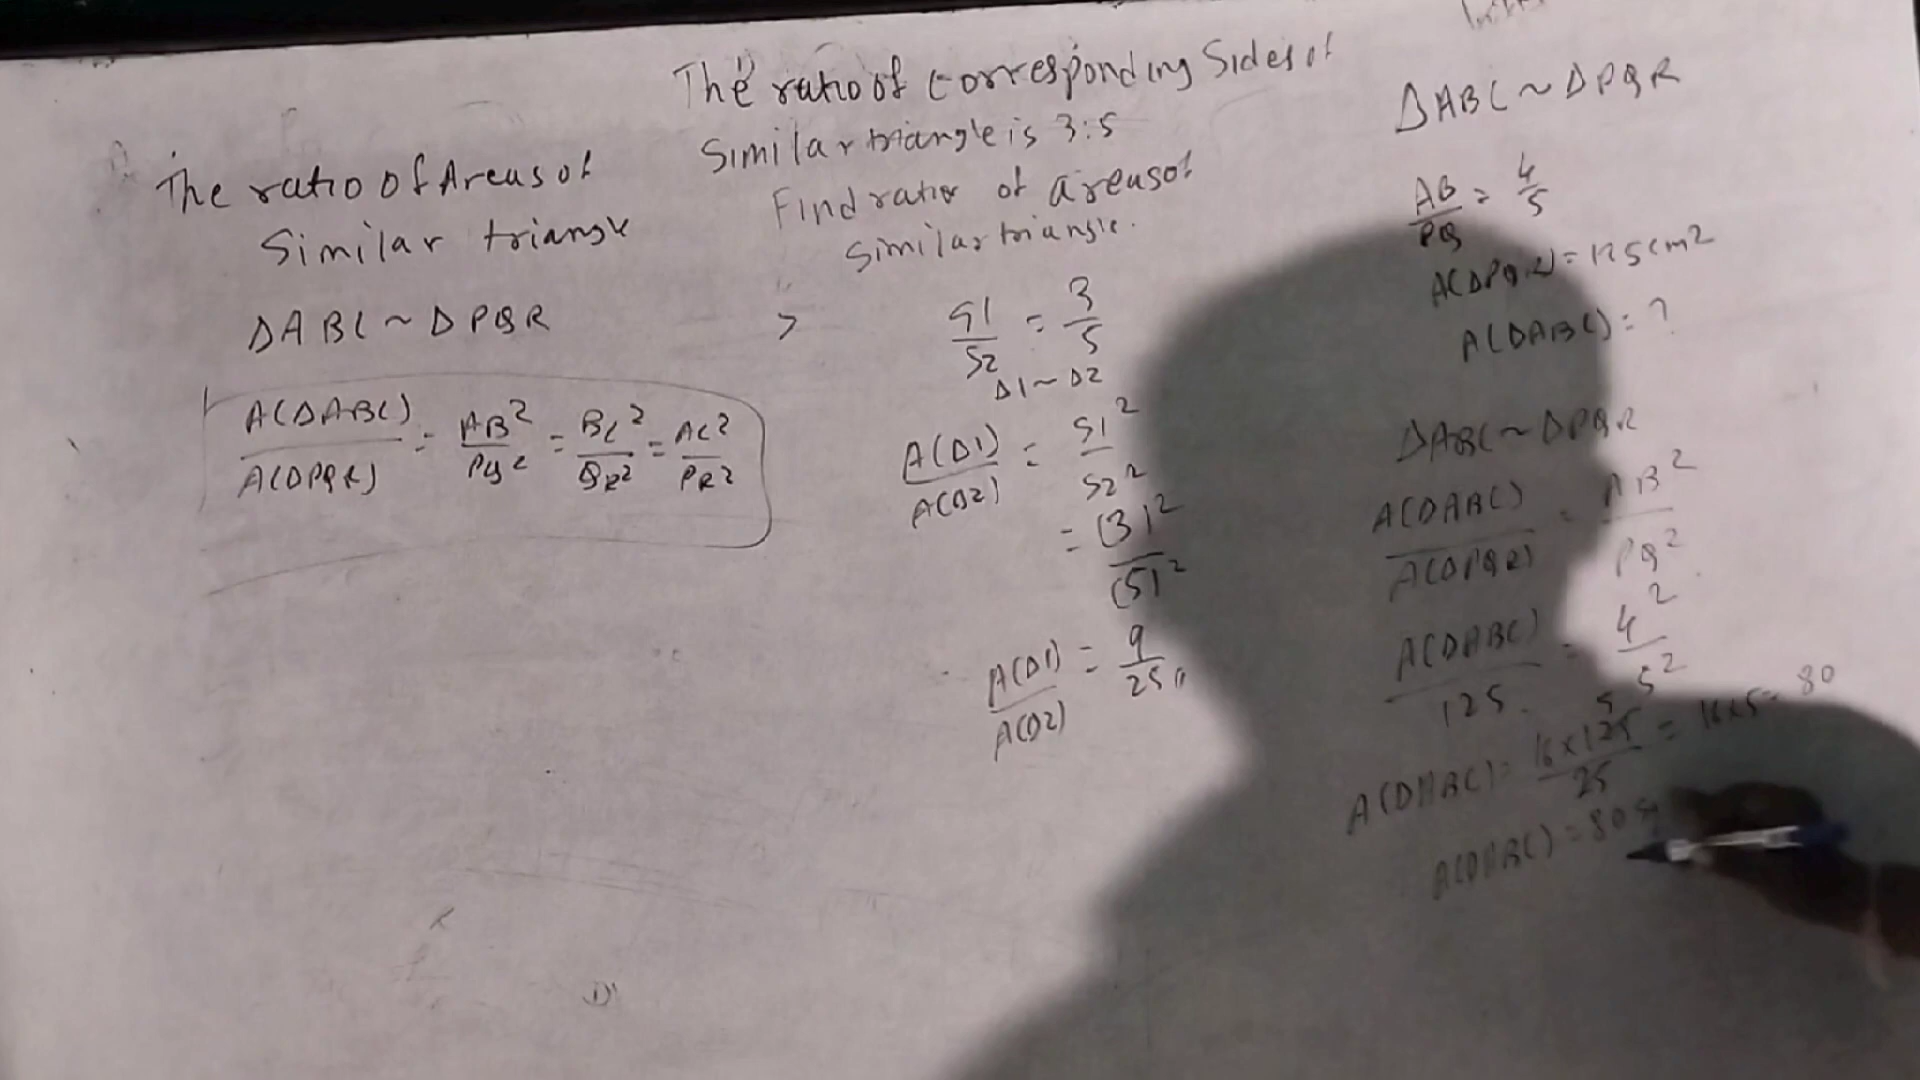 The ratio of Areas of
Similar triangle
ΔABC ~ ΔPQR
A(ΔABC)/A(ΔPQR) = AB²/PQ² = BC²/QR² = AC²/PR²
The ratio of corresponding Sides of
Similar triangle is 3:5
Find ratio of areas of
similar triangle.
S1/S2 = 3/5
Δ1 ~ Δ2
A(Δ1)/A(Δ2) = S1²/S2²
= (3)²/(5)²
A(Δ1)/A(Δ2) = 9/25
ΔABC ~ ΔPQR
AB/PQ = 4/5
A(ΔPQR) = 125cm²
A(ΔABC) = ?
ΔABC ~ ΔPQR
A(ΔABC)/A(ΔPQR) = AB²/PQ²
A(ΔABC)/125 = 4²/5²
A(ΔABC) = 16×125/25 = 16×5 = 80
A(ΔABC) = 80